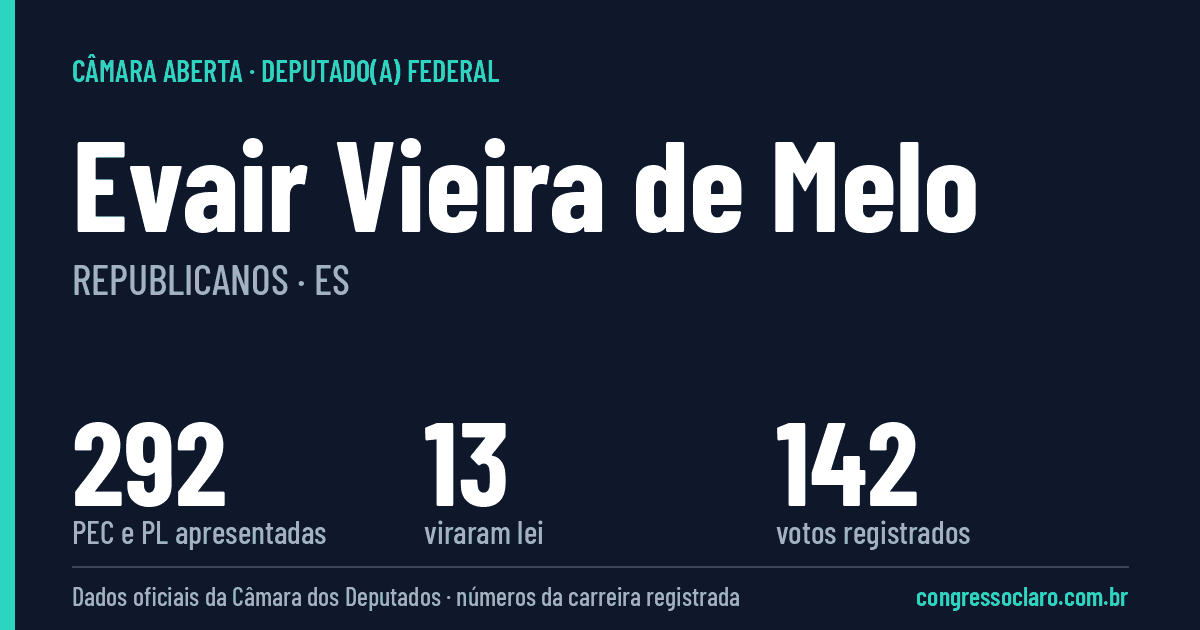 CÂMARA ABERTA · DEPUTADO(A) FEDERAL
Evair Vieira de Melo
REPUBLICANOS · ES
292 13 142
PEC e PL apresentadas viraram lei votos registrados
Dados oficiais da Câmara dos Deputados · números da carreira registrada congressoclaro.com.br